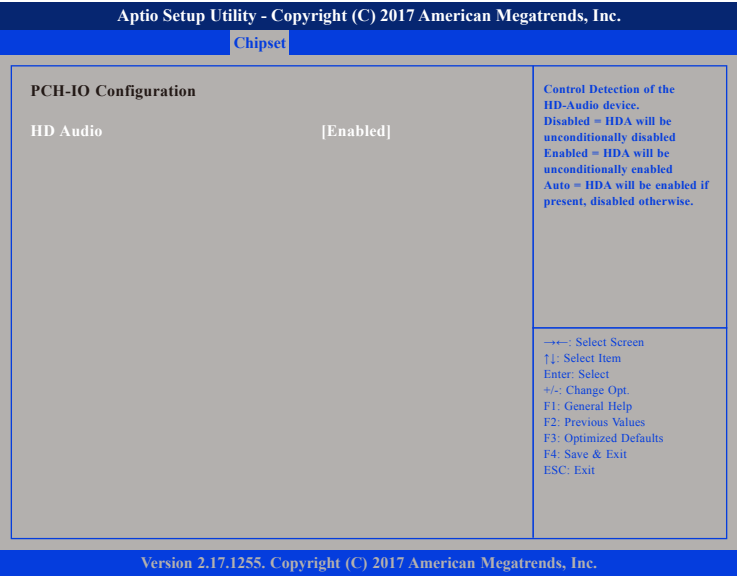 Aptio Setup Utility - Copyright (C) 2017 American Megatrends, Inc.
Chipset
PCH-IO Configuration
HD Audio [Enabled]
Control Detection of the
HD-Audio device.
Disabled = HDA will be
unconditionally disabled
Enabled = HDA will be
unconditionally enabled
Auto = HDA will be enabled if
present, disabled otherwise.
→←: Select Screen
↑↓: Select Item
Enter: Select
+/-: Change Opt.
F1: General Help
F2: Previous Values
F3: Optimized Defaults
F4: Save & Exit
ESC: Exit
Version 2.17.1255. Copyright (C) 2017 American Megatrends, Inc.